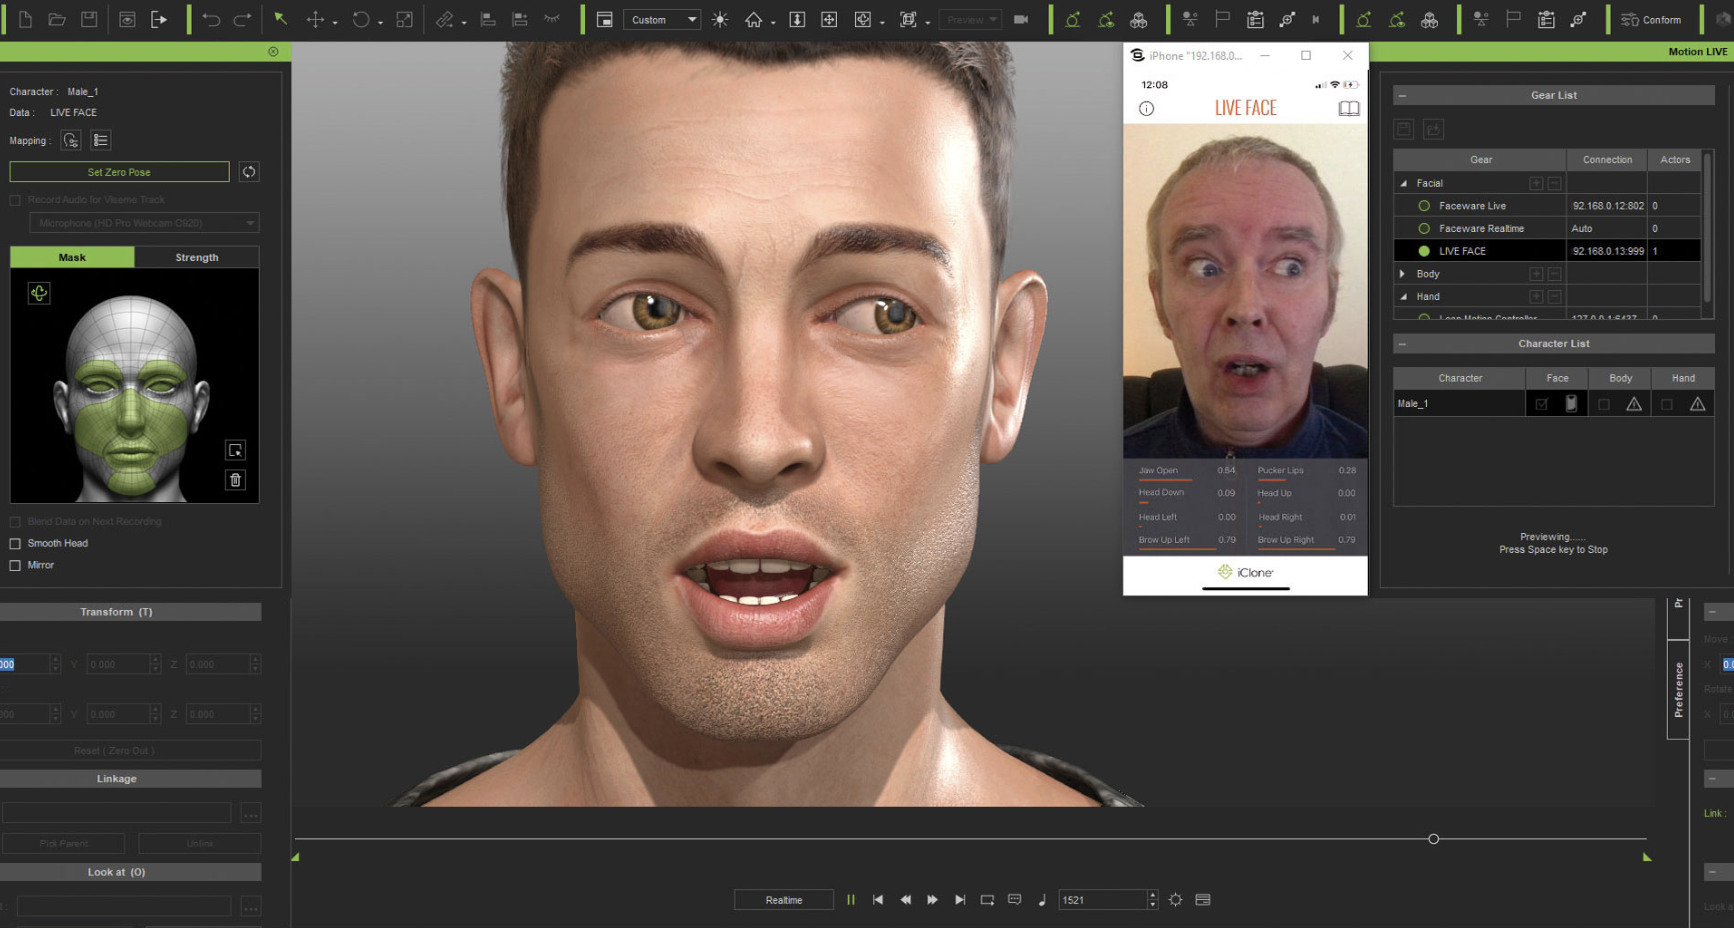 Custom
Preview
Conform
Motion LIVE
Character : Male_1
Data : LIVE FACE
Mapping :
Set Zero Pose
Record Audio for Viseme Track
Microphone (HD Pro Webcam C920)
Mask
Strength
Blend Data on Next Recording
Smooth Head
Mirror
Transform (T)
000 Y 0.000 Z 0.000
000 Y 0.000 Z 0.000
Reset ( Zero Out )
Linkage
...
Pick Parent
Unlink
Look at (O)
...
iPhone "192.168.0...
12:08
LIVE FACE
Jaw Open 0.54 Pucker Lips 0.28
Head Down 0.09 Head Up 0.00
Head Left 0.00 Head Right 0.01
Brow Up Left 0.79 Brow Up Right 0.79
iClone
Gear List
Gear Connection Actors
Facial
Faceware Live 92.168.0.12:802 0
Faceware Realtime Auto 0
LIVE FACE 92.168.0.13:999 1
Body
Hand
Leap Motion Controller 127.0.0.1:6437 0
Character List
Character Face Body Hand
Male_1
Previewing......
Press Space key to Stop
Preference
Move
X 0.0
Rotate
X 0.0
Link :
Look a
Realtime
1521